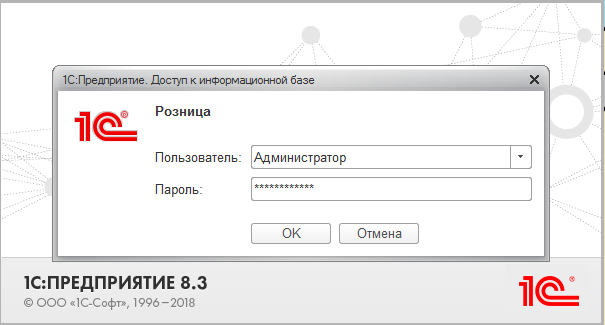 1С:Предприятие. Доступ к информационной базе
1С®
Розница
Пользователь: Администратор
Пароль: ************
OK Отмена
1С:ПРЕДПРИЯТИЕ 8.3
© ООО «1С-Софт», 1996–2018
1С®